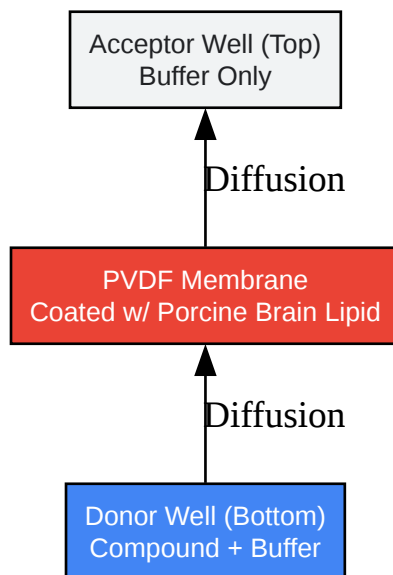 Acceptor Well (Top)
Buffer Only
Diffusion
PVDF Membrane
Coated w/ Porcine Brain Lipid
Diffusion
Donor Well (Bottom)
Compound + Buffer